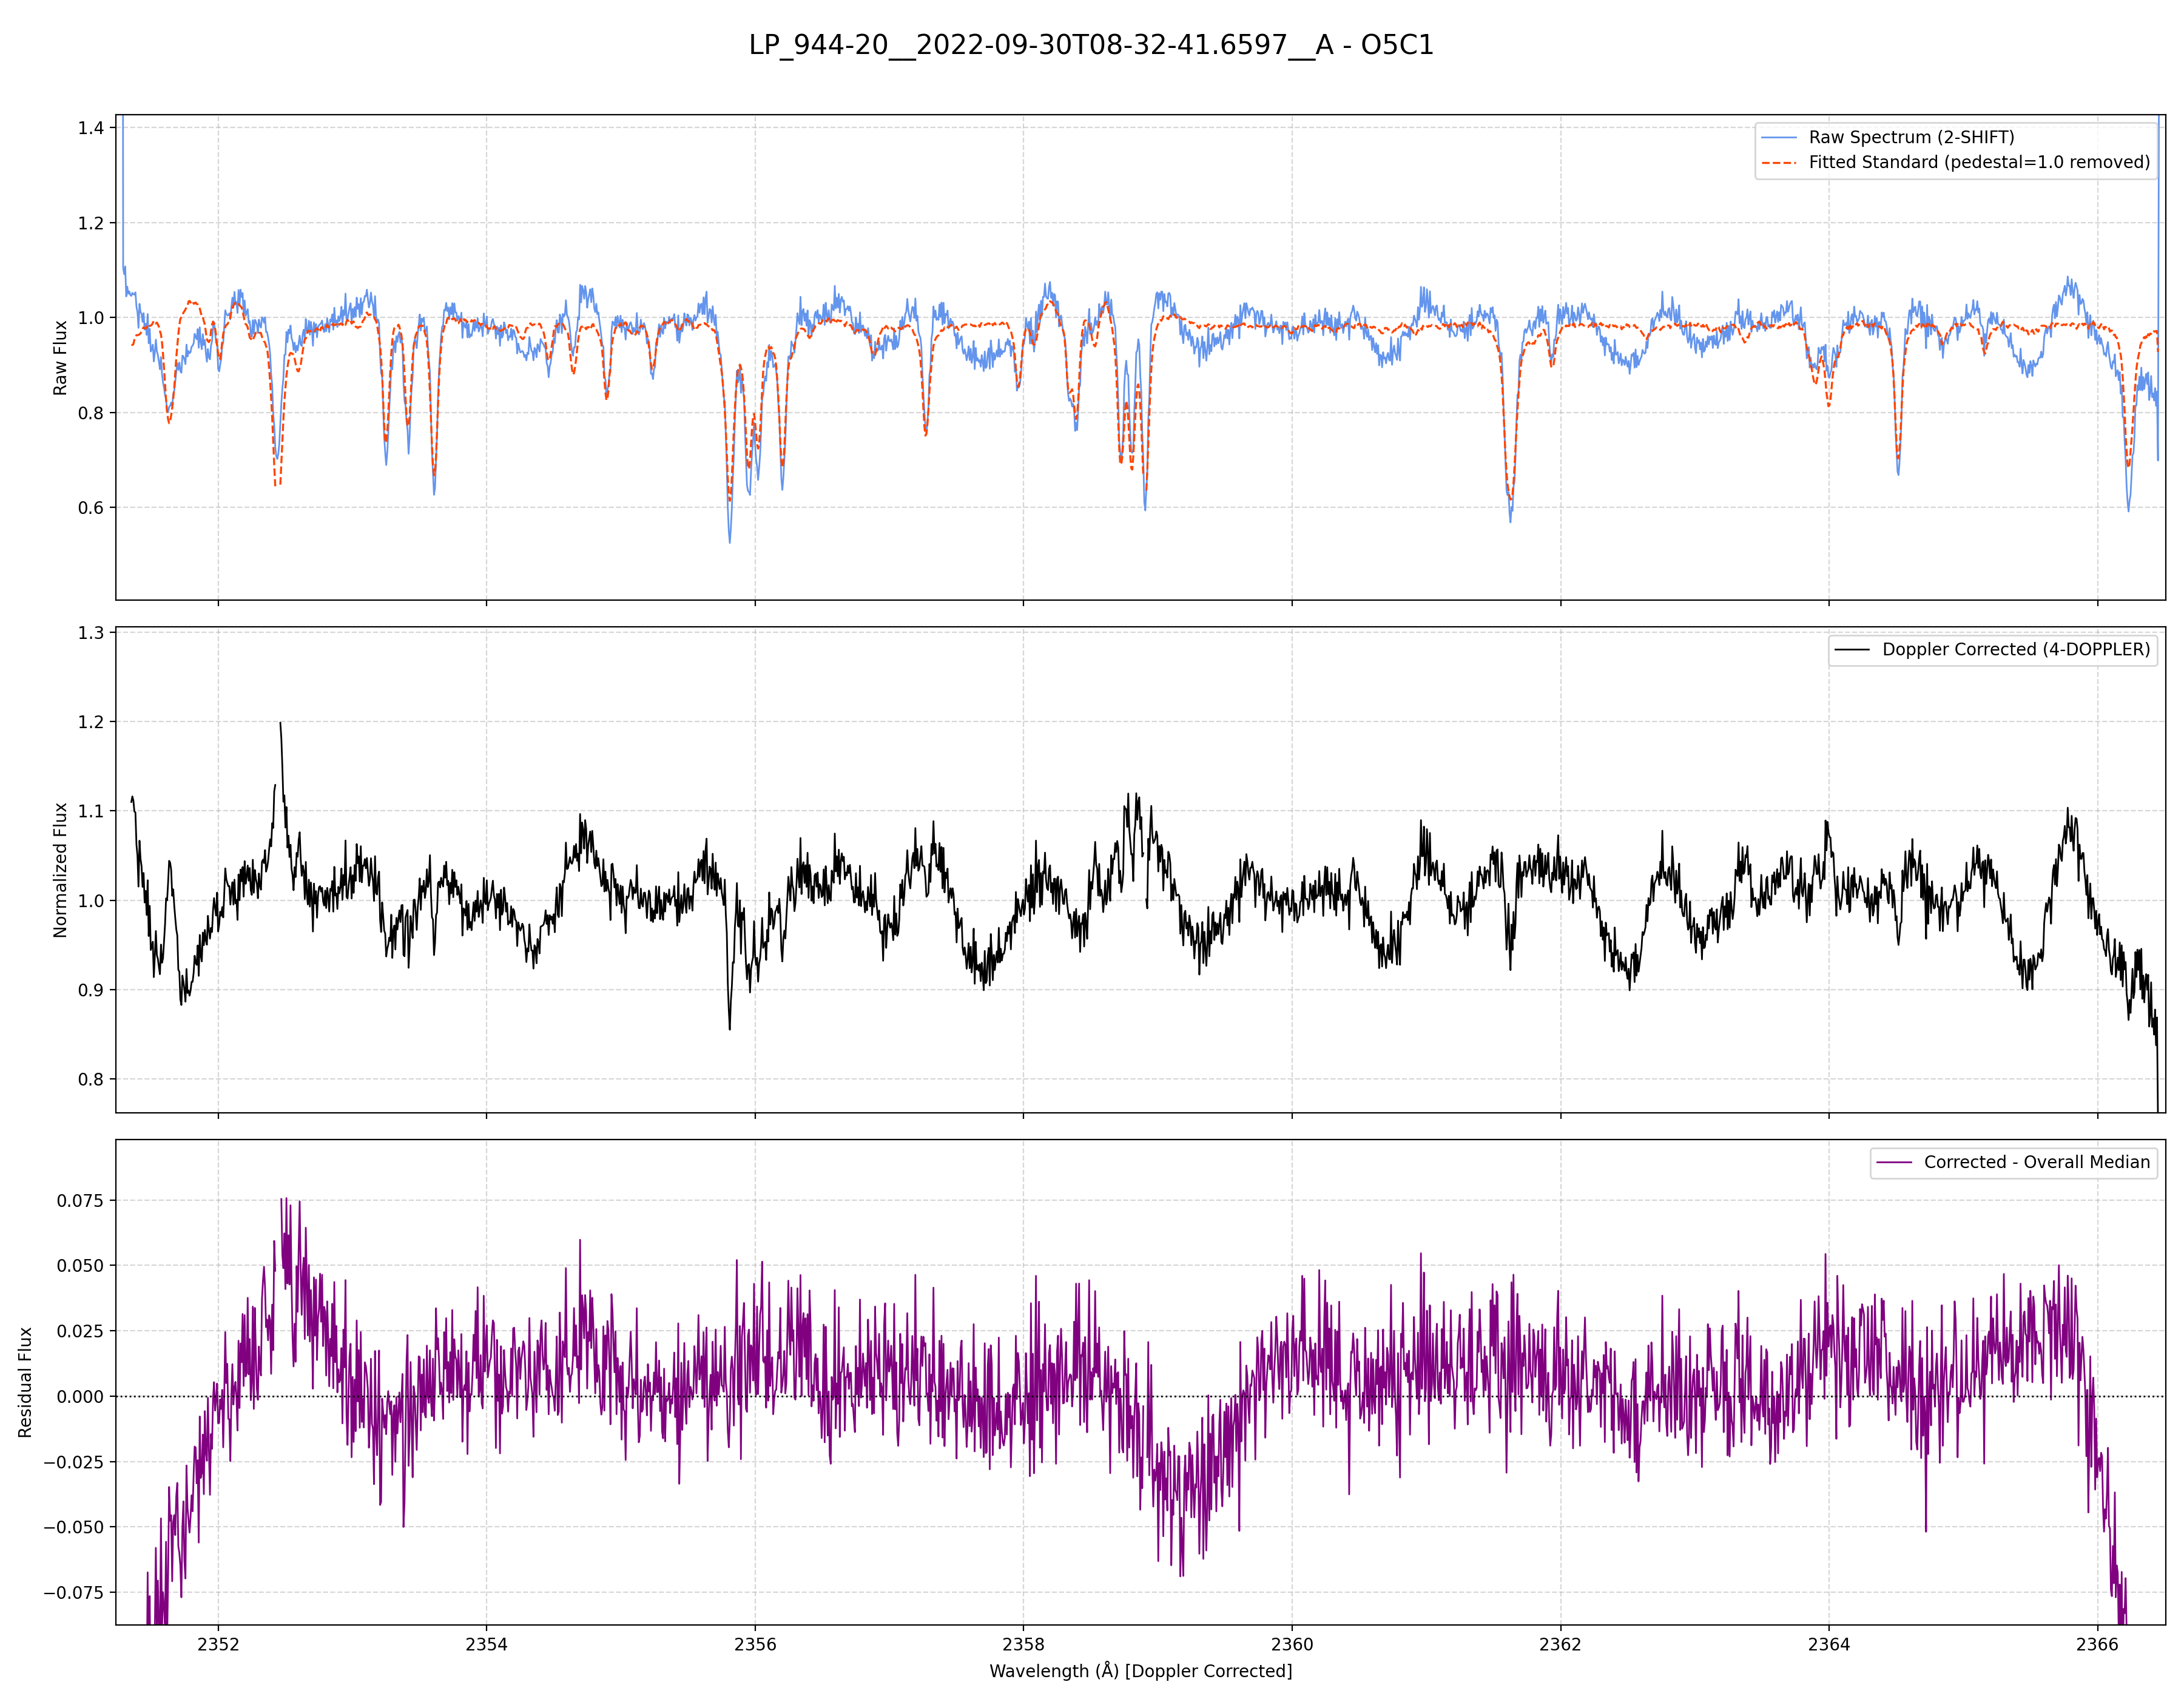 LP_944-20__2022-09-30T08-32-41.6597__A - O5C1
1.4
1.2
1.0
0.8
0.6
Raw Flux
Raw Spectrum (2-SHIFT)
Fitted Standard (pedestal=1.0 removed)
1.3
1.2
1.1
1.0
0.9
0.8
Normalized Flux
Doppler Corrected (4-DOPPLER)
0.075
0.050
0.025
0.000
−0.025
−0.050
−0.075
Residual Flux
Corrected - Overall Median
2352 2354 2356 2358 2360 2362 2364 2366
Wavelength (Å) [Doppler Corrected]